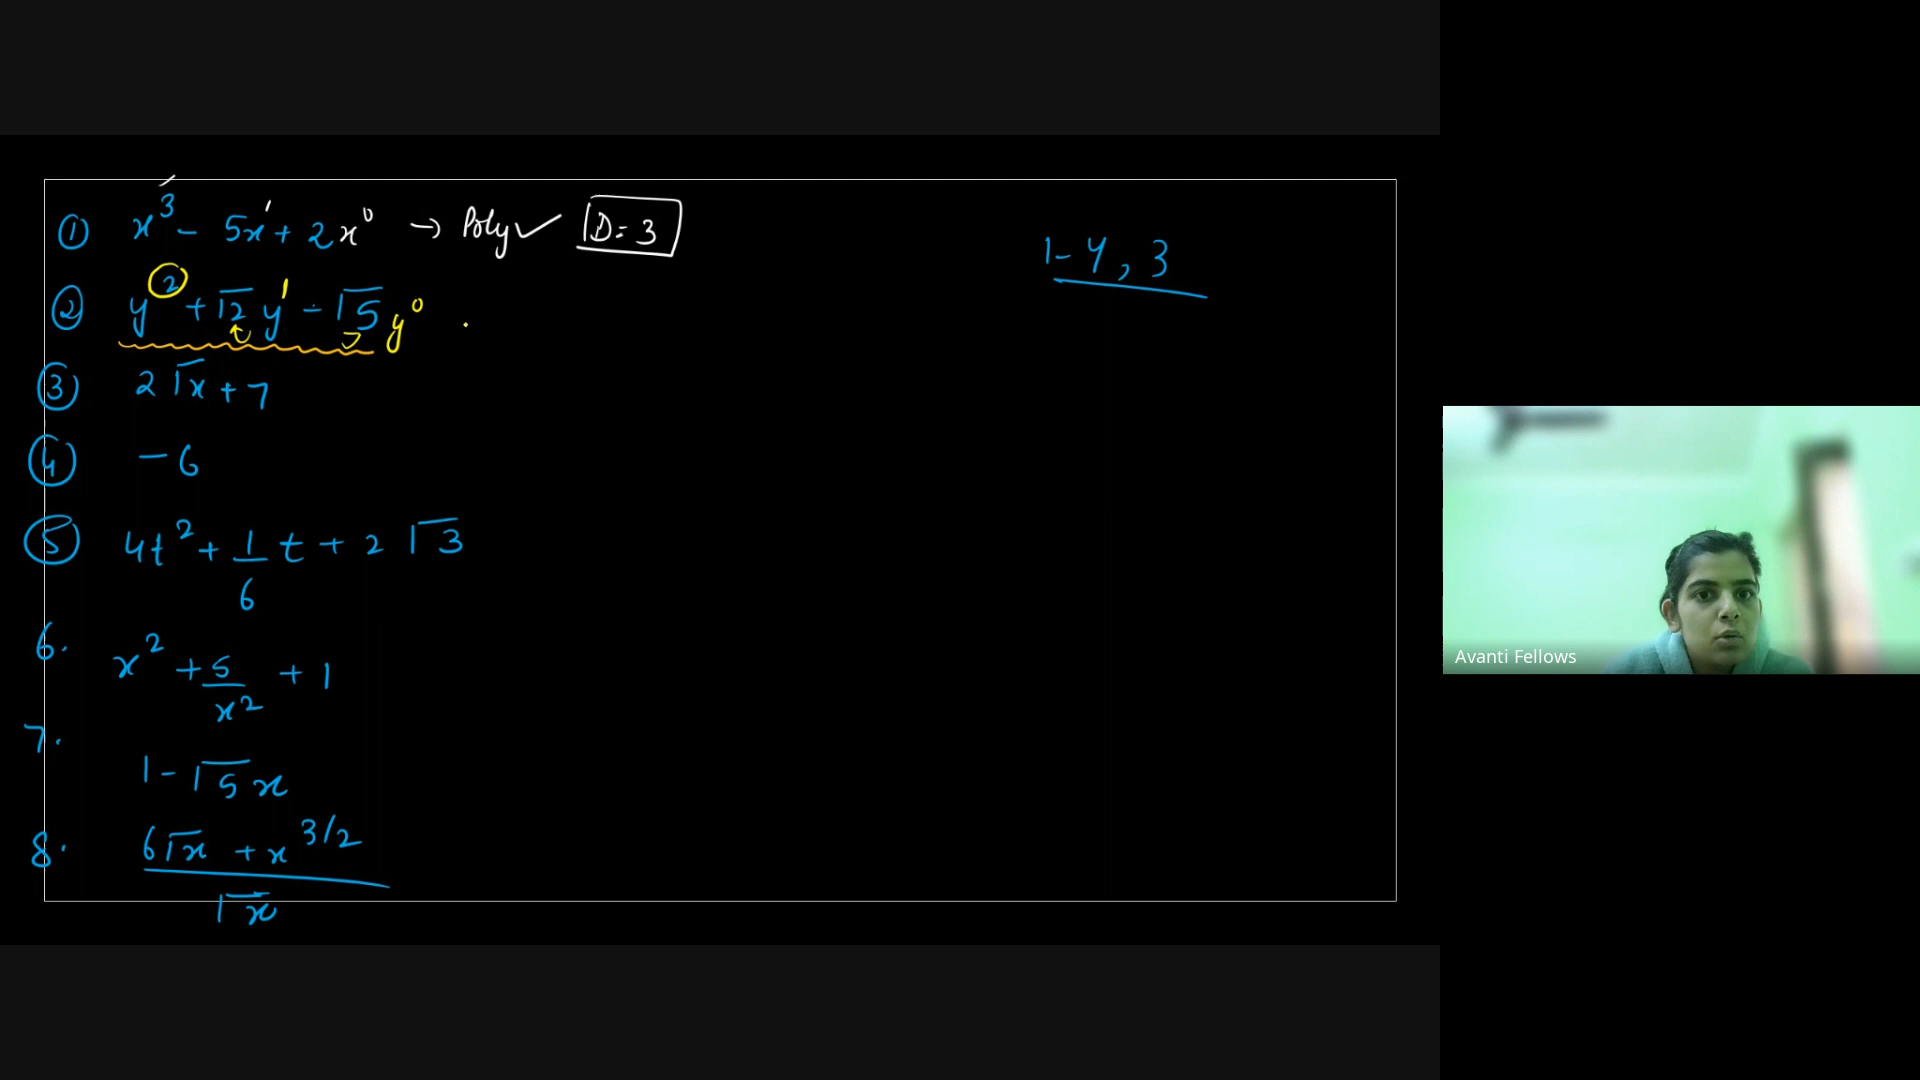 ① x³ - 5x¹ + 2x⁰ → Poly ✓ D = 3
1 - Y, 3
② y² + √2 y¹ - √5 y⁰ .
③ 2√x + 7
④ -6
⑤ 4t² + 1/6 t + 2√3
6. x² + 5/x² + 1
7. 1 - √5 x
8. 6√x + x^3/2 / √x
Avanti Fellows